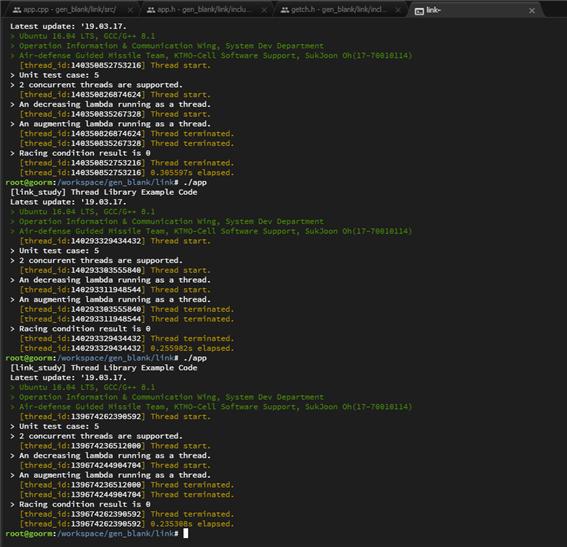 app.cpp - gen_blank/link/src/
app.h - gen_blank/link/inclu...
getch.h - gen_blank/link/incl...
link-
Latest update: '19.03.17.
> Ubuntu 16.04 LTS, GCC/G++ 8.1
> Operation Information & Communication Wing, System Dev Department
> Air-defense Guided Missile Team, KTMO-Cell Software Support, SukJoon Oh(17-70010114)
[thread_id:140350852753216] Thread start.
> Unit test case: 5
> 2 concurrent threads are supported.
[thread_id:140350826874624] Thread start.
> An decreasing lambda running as a thread.
[thread_id:140350835267328] Thread start.
> An augmenting lambda running as a thread.
[thread_id:140350826874624] Thread terminated.
[thread_id:140350835267328] Thread terminated.
> Racing condition result is 0
[thread_id:140350852753216] Thread terminated.
[thread_id:140350852753216] 0.305597s elapsed.
root@goorm:/workspace/gen_blank/link# ./app
[link_study] Thread Library Example Code
Latest update: '19.03.17.
> Ubuntu 16.04 LTS, GCC/G++ 8.1
> Operation Information & Communication Wing, System Dev Department
> Air-defense Guided Missile Team, KTMO-Cell Software Support, SukJoon Oh(17-70010114)
[thread_id:140293329434432] Thread start.
> Unit test case: 5
> 2 concurrent threads are supported.
[thread_id:140293303555840] Thread start.
> An decreasing lambda running as a thread.
[thread_id:140293311948544] Thread start.
> An augmenting lambda running as a thread.
[thread_id:140293303555840] Thread terminated.
[thread_id:140293311948544] Thread terminated.
> Racing condition result is 0
[thread_id:140293329434432] Thread terminated.
[thread_id:140293329434432] 0.255982s elapsed.
root@goorm:/workspace/gen_blank/link# ./app
[link_study] Thread Library Example Code
Latest update: '19.03.17.
> Ubuntu 16.04 LTS, GCC/G++ 8.1
> Operation Information & Communication Wing, System Dev Department
> Air-defense Guided Missile Team, KTMO-Cell Software Support, SukJoon Oh(17-70010114)
[thread_id:139674262390592] Thread start.
> Unit test case: 5
> 2 concurrent threads are supported.
[thread_id:139674236512000] Thread start.
> An decreasing lambda running as a thread.
[thread_id:139674244904704] Thread start.
> An augmenting lambda running as a thread.
[thread_id:139674236512000] Thread terminated.
[thread_id:139674244904704] Thread terminated.
> Racing condition result is 0
[thread_id:139674262390592] Thread terminated.
[thread_id:139674262390592] 0.235308s elapsed.
root@goorm:/workspace/gen_blank/link#